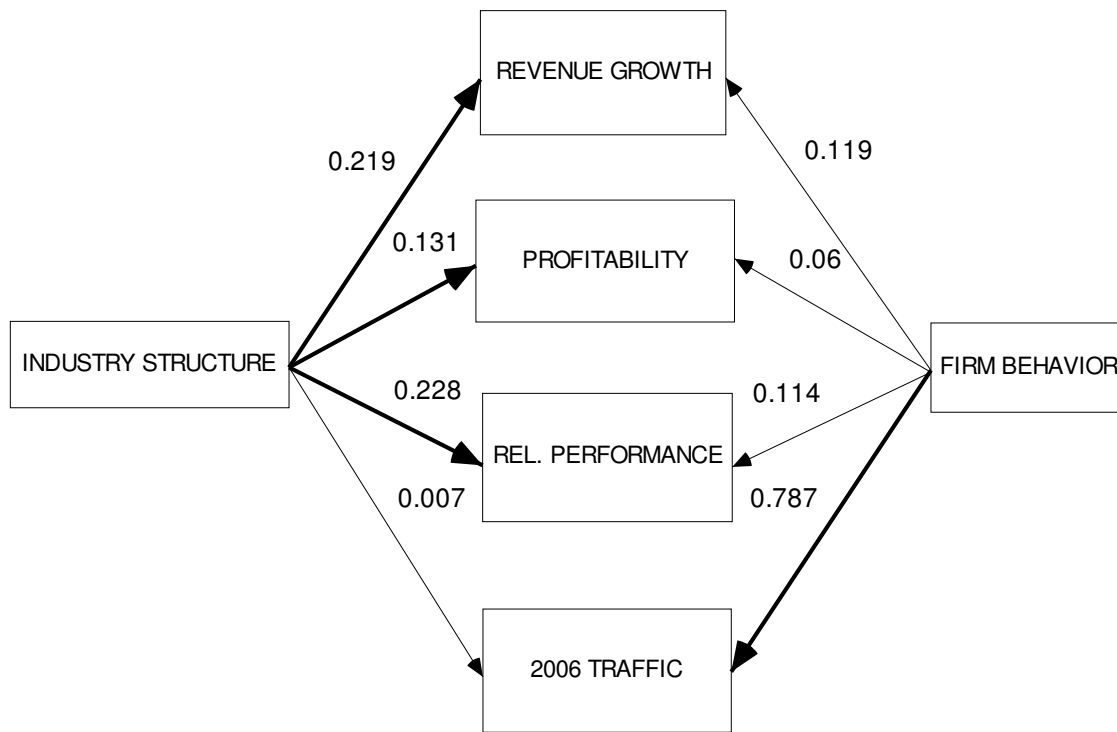 REVENUE GROWTH
0.219
0.119
0.131
PROFITABILITY
0.06
INDUSTRY STRUCTURE
FIRM BEHAVIOR
0.228
0.114
REL. PERFORMANCE
0.007
0.787
2006 TRAFFIC